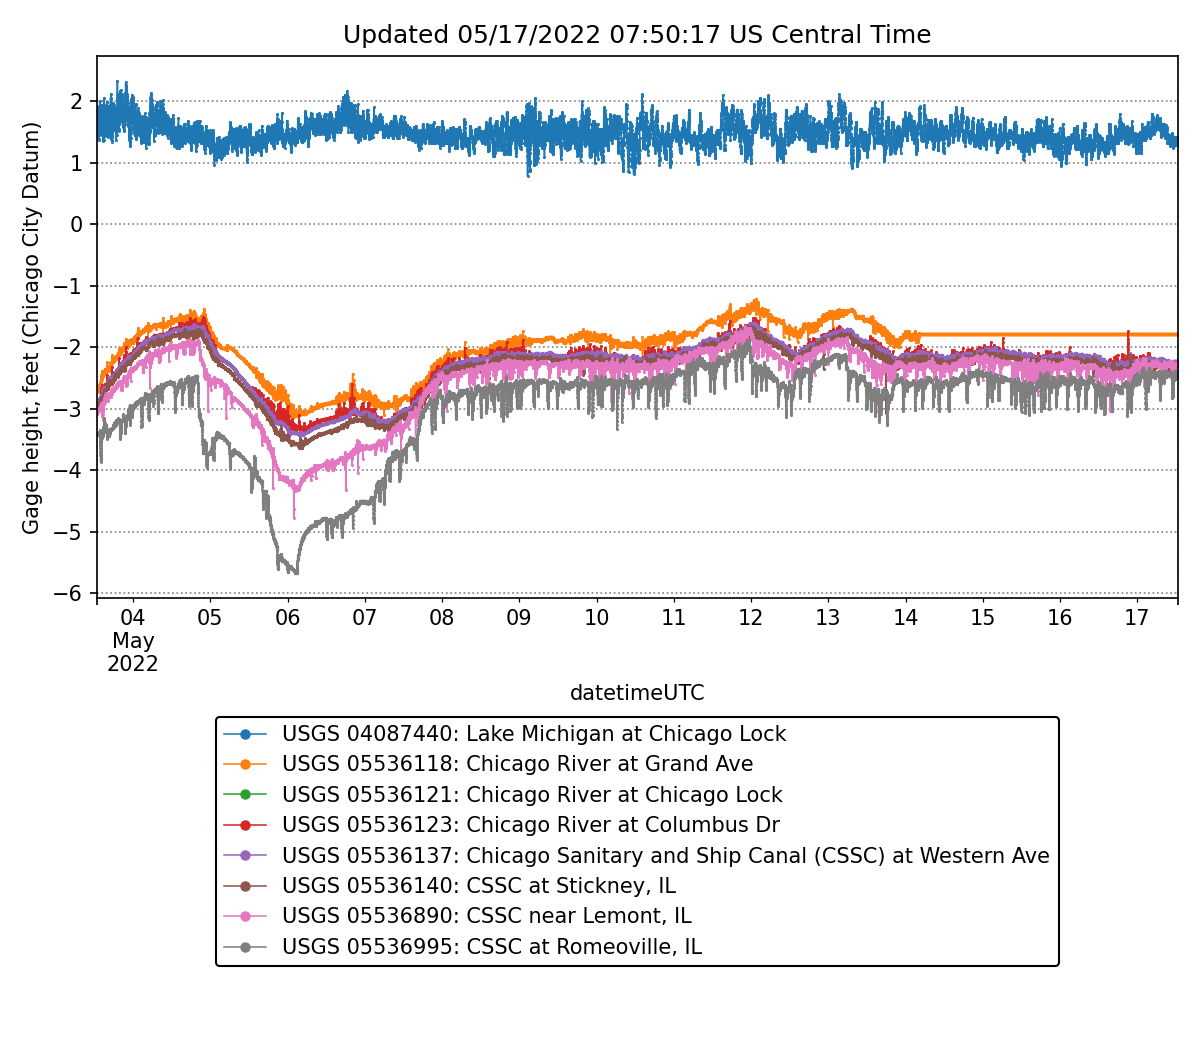 Updated 05/17/2022 07:50:17 US Central Time
Gage height, feet (Chicago City Datum)
2
1
0
−1
−2
−3
−4
−5
−6
04 05 06 07 08 09 10 11 12 13 14 15 16 17
May
2022
datetimeUTC
USGS 04087440: Lake Michigan at Chicago Lock
USGS 05536118: Chicago River at Grand Ave
USGS 05536121: Chicago River at Chicago Lock
USGS 05536123: Chicago River at Columbus Dr
USGS 05536137: Chicago Sanitary and Ship Canal (CSSC) at Western Ave
USGS 05536140: CSSC at Stickney, IL
USGS 05536890: CSSC near Lemont, IL
USGS 05536995: CSSC at Romeoville, IL